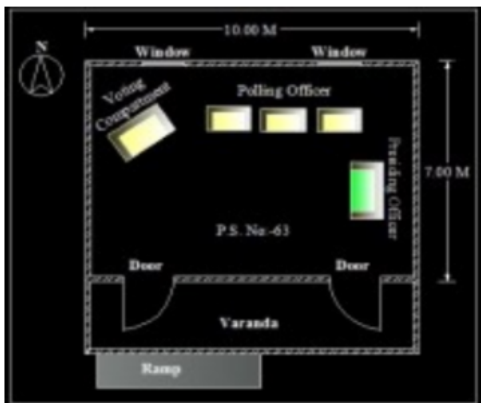 10.00 M
N
Window
Window
Voting
Compartment
Polling Officer
Presiding Officer
7.00 M
P.S. No.-63
Door
Door
Varanda
Ramp